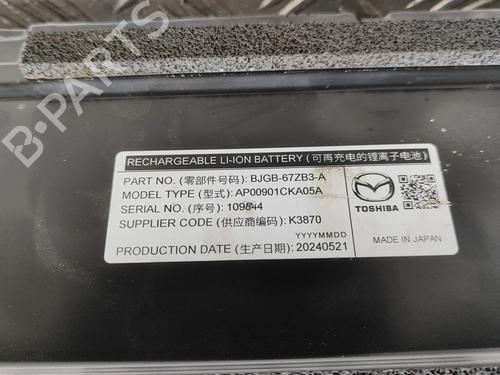 RECHARGEABLE LI-ION BATTERY (可再充电的锂离子电池)
PART NO. (零部件号码): BJGB-67ZB3-A
MODEL TYPE (型式): AP00901CKA05A
SERIAL NO. (序号): 109844
SUPPLIER CODE (供应商编码): K3870
YYYYMMDD
PRODUCTION DATE (生产日期): 20240521
TOSHIBA
MADE IN JAPAN
B-PARTS